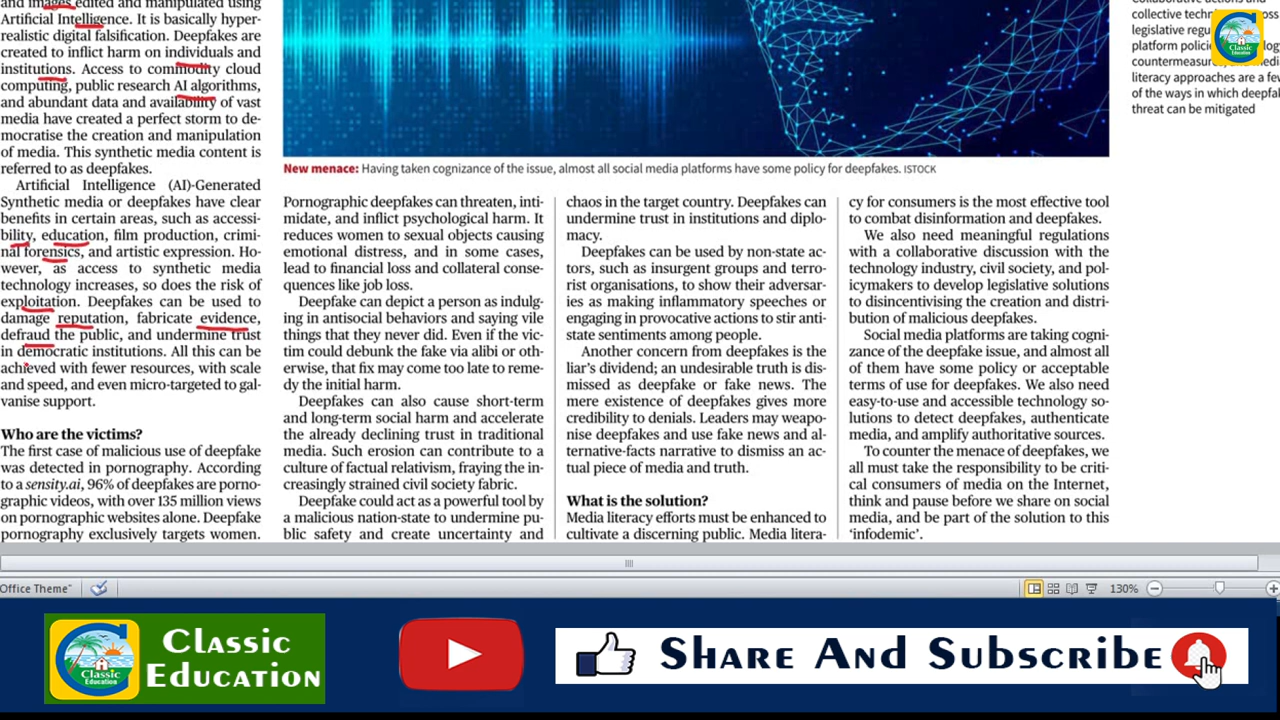 and images edited and manipulated using
Artificial Intelligence. It is basically hyper-
realistic digital falsification. Deepfakes are
created to inflict harm on individuals and
institutions. Access to commodity cloud
computing, public research AI algorithms,
and abundant data and availability of vast
media have created a perfect storm to de-
mocratise the creation and manipulation
of media. This synthetic media content is
referred to as deepfakes.
Artificial Intelligence (AI)-Generated
Synthetic media or deepfakes have clear
benefits in certain areas, such as accessi-
bility, education, film production, crimi-
nal forensics, and artistic expression. Ho-
wever, as access to synthetic media
technology increases, so does the risk of
exploitation. Deepfakes can be used to
damage reputation, fabricate evidence,
defraud the public, and undermine trust
in democratic institutions. All this can be
achieved with fewer resources, with scale
and speed, and even micro-targeted to gal-
vanise support.
Who are the victims?
The first case of malicious use of deepfake
was detected in pornography. According
to a sensity.ai, 96% of deepfakes are porno-
graphic videos, with over 135 million views
on pornographic websites alone. Deepfake
pornography exclusively targets women.
New menace: Having taken cognizance of the issue, almost all social media platforms have some policy for deepfakes. ISTOCK
Pornographic deepfakes can threaten, inti-
midate, and inflict psychological harm. It
reduces women to sexual objects causing
emotional distress, and in some cases,
lead to financial loss and collateral conse-
quences like job loss.
Deepfake can depict a person as indulg-
ing in antisocial behaviors and saying vile
things that they never did. Even if the vic-
tim could debunk the fake via alibi or oth-
erwise, that fix may come too late to reme-
dy the initial harm.
Deepfakes can also cause short-term
and long-term social harm and accelerate
the already declining trust in traditional
media. Such erosion can contribute to a
culture of factual relativism, fraying the in-
creasingly strained civil society fabric.
Deepfake could act as a powerful tool by
a malicious nation-state to undermine pu-
blic safety and create uncertainty and
chaos in the target country. Deepfakes can
undermine trust in institutions and diplo-
macy.
Deepfakes can be used by non-state ac-
tors, such as insurgent groups and terro-
rist organisations, to show their adversar-
ies as making inflammatory speeches or
engaging in provocative actions to stir anti-
state sentiments among people.
Another concern from deepfakes is the
liar's dividend; an undesirable truth is dis-
missed as deepfake or fake news. The
mere existence of deepfakes gives more
credibility to denials. Leaders may weapo-
nise deepfakes and use fake news and al-
ternative-facts narrative to dismiss an ac-
tual piece of media and truth.
What is the solution?
Media literacy efforts must be enhanced to
cultivate a discerning public. Media litera-
cy for consumers is the most effective tool
to combat disinformation and deepfakes.
We also need meaningful regulations
with a collaborative discussion with the
technology industry, civil society, and pol-
icymakers to develop legislative solutions
to disincentivising the creation and distri-
bution of malicious deepfakes.
Social media platforms are taking cogni-
zance of the deepfake issue, and almost all
of them have some policy or acceptable
terms of use for deepfakes. We also need
easy-to-use and accessible technology so-
lutions to detect deepfakes, authenticate
media, and amplify authoritative sources.
To counter the menace of deepfakes, we
all must take the responsibility to be criti-
cal consumers of media on the Internet,
think and pause before we share on social
media, and be part of the solution to this
'infodemic'.
collaborative actions and
collective
legislative
platform
literacy approaches are a few
of the ways in which
threat can be mitigated
Classic
Education
Office Theme"
130%
Classic
Education
Classic
Education
Share And Subscribe